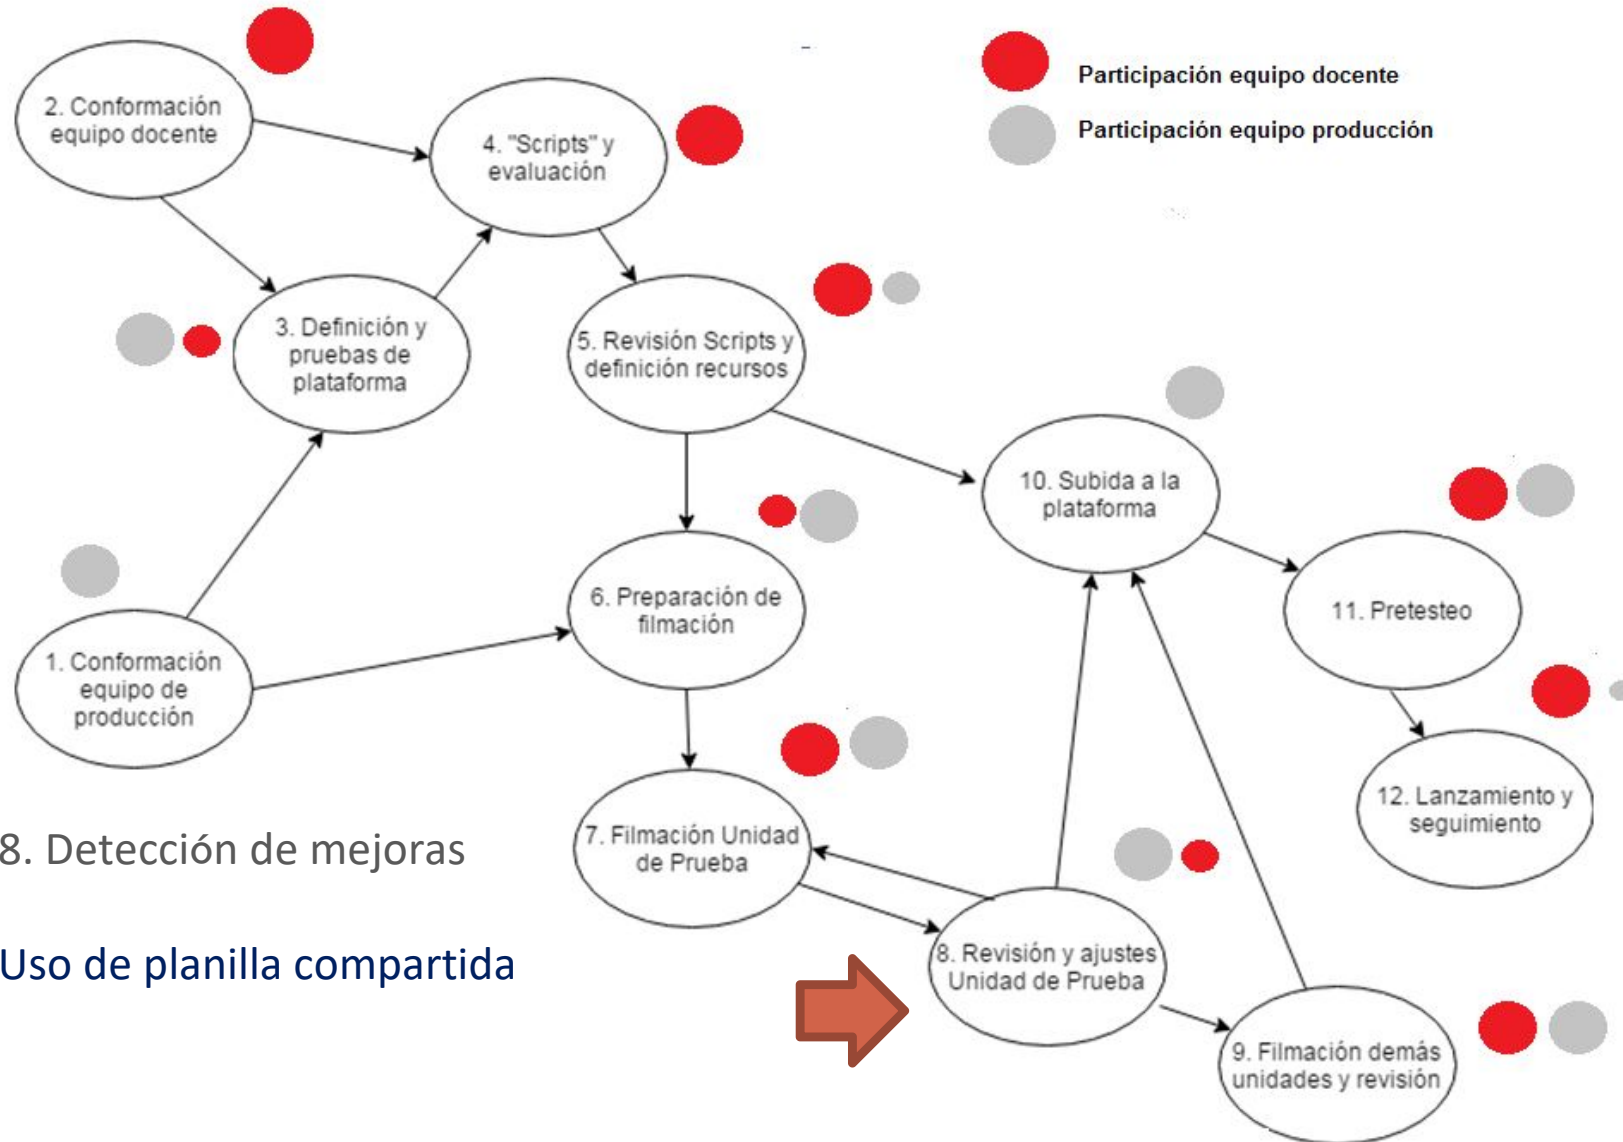 Participación equipo docente
Participación equipo producción
2. Conformación
equipo docente
4. "Scripts" y
evaluación
3. Definición y
pruebas de
plataforma
5. Revisión Scripts y
definición recursos
10. Subida a la
plataforma
6. Preparación de
filmación
11. Pretesteo
1. Conformación
equipo de
producción
12. Lanzamiento y
seguimiento
7. Filmación Unidad
de Prueba
8. Detección de mejoras
8. Revisión y ajustes
Unidad de Prueba
Uso de planilla compartida
9. Filmación demás
unidades y revisión